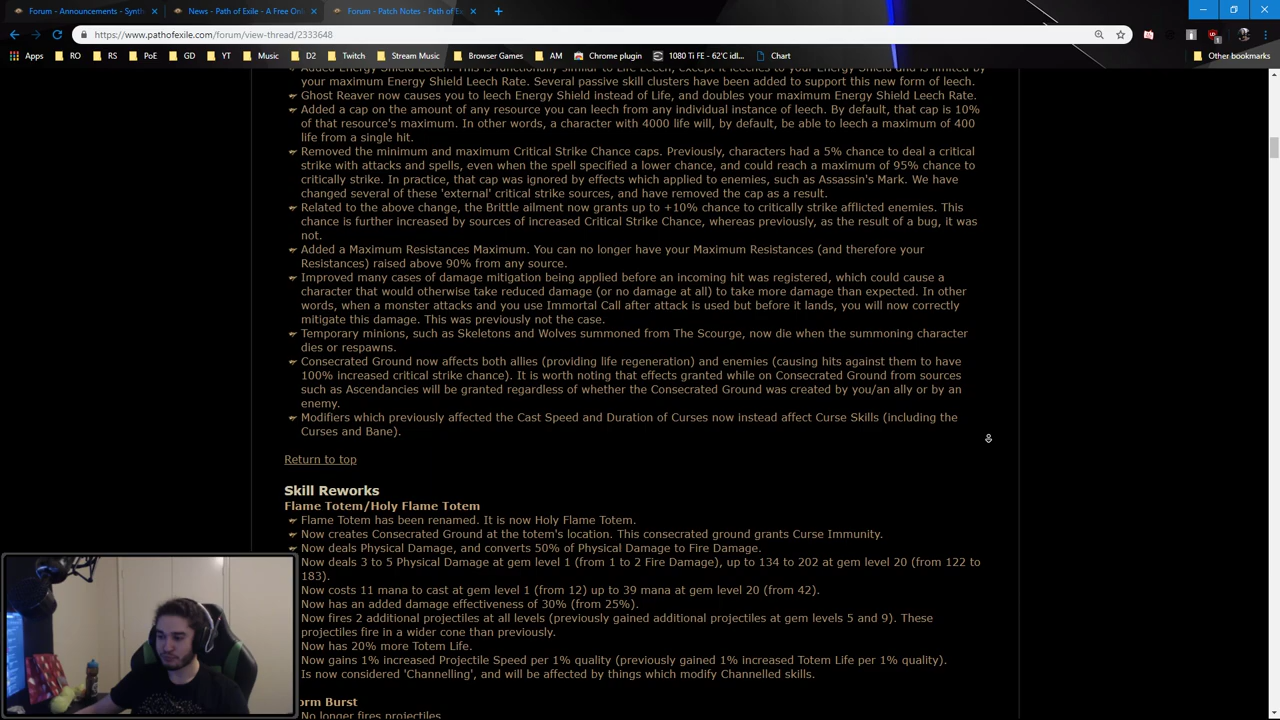 Forum - Announcements - Synth
News - Path of Exile - A Free Onl
Forum - Patch Notes - Path of Ex
https://www.pathofexile.com/forum/view-thread/2333648
Apps RO RS PoE GD YT Music D2 Twitch Stream Music Browser Games AM Chrome plugin 1080 Ti FE - 62°C idl... Chart Other bookmarks
Added Energy Shield Leech. This is functionally similar to Life Leech, except it leeches to your Energy Shield and is limited by
your maximum Energy Shield Leech Rate. Several passive skill clusters have been added to support this new form of leech.
Ghost Reaver now causes you to leech Energy Shield instead of Life, and doubles your maximum Energy Shield Leech Rate.
Added a cap on the amount of any resource you can leech from any individual instance of leech. By default, that cap is 10%
of that resource's maximum. In other words, a character with 4000 life will, by default, be able to leech a maximum of 400
life from a single hit.
Removed the minimum and maximum Critical Strike Chance caps. Previously, characters had a 5% chance to deal a critical
strike with attacks and spells, even when the spell specified a lower chance, and could reach a maximum of 95% chance to
critically strike. In practice, that cap was ignored by effects which applied to enemies, such as Assassin's Mark. We have
changed several of these 'external' critical strike sources, and have removed the cap as a result.
Related to the above change, the Brittle ailment now grants up to +10% chance to critically strike afflicted enemies. This
chance is further increased by sources of increased Critical Strike Chance, whereas previously, as the result of a bug, it was
not.
Added a Maximum Resistances Maximum. You can no longer have your Maximum Resistances (and therefore your
Resistances) raised above 90% from any source.
Improved many cases of damage mitigation being applied before an incoming hit was registered, which could cause a
character that would otherwise take reduced damage (or no damage at all) to take more damage than expected. In other
words, when a monster attacks and you use Immortal Call after attack is used but before it lands, you will now correctly
mitigate this damage. This was previously not the case.
Temporary minions, such as Skeletons and Wolves summoned from The Scourge, now die when the summoning character
dies or respawns.
Consecrated Ground now affects both allies (providing life regeneration) and enemies (causing hits against them to have
100% increased critical strike chance). It is worth noting that effects granted while on Consecrated Ground from sources
such as Ascendancies will be granted regardless of whether the Consecrated Ground was created by you/an ally or by an
enemy.
Modifiers which previously affected the Cast Speed and Duration of Curses now instead affect Curse Skills (including the
Curses and Bane).
Return to top
Skill Reworks
Flame Totem/Holy Flame Totem
Flame Totem has been renamed. It is now Holy Flame Totem.
Now creates Consecrated Ground at the totem's location. This consecrated ground grants Curse Immunity.
Now deals Physical Damage, and converts 50% of Physical Damage to Fire Damage.
Now deals 3 to 5 Physical Damage at gem level 1 (from 1 to 2 Fire Damage), up to 134 to 202 at gem level 20 (from 122 to
183).
Now costs 11 mana to cast at gem level 1 (from 12) up to 39 mana at gem level 20 (from 42).
Now has an added damage effectiveness of 30% (from 25%).
Now fires 2 additional projectiles at all levels (previously gained additional projectiles at gem levels 5 and 9). These
projectiles fire in a wider cone than previously.
Now has 20% more Totem Life.
Now gains 1% increased Projectile Speed per 1% quality (previously gained 1% increased Totem Life per 1% quality).
Is now considered 'Channelling', and will be affected by things which modify Channelled skills.
orm Burst
No longer fires projectiles.